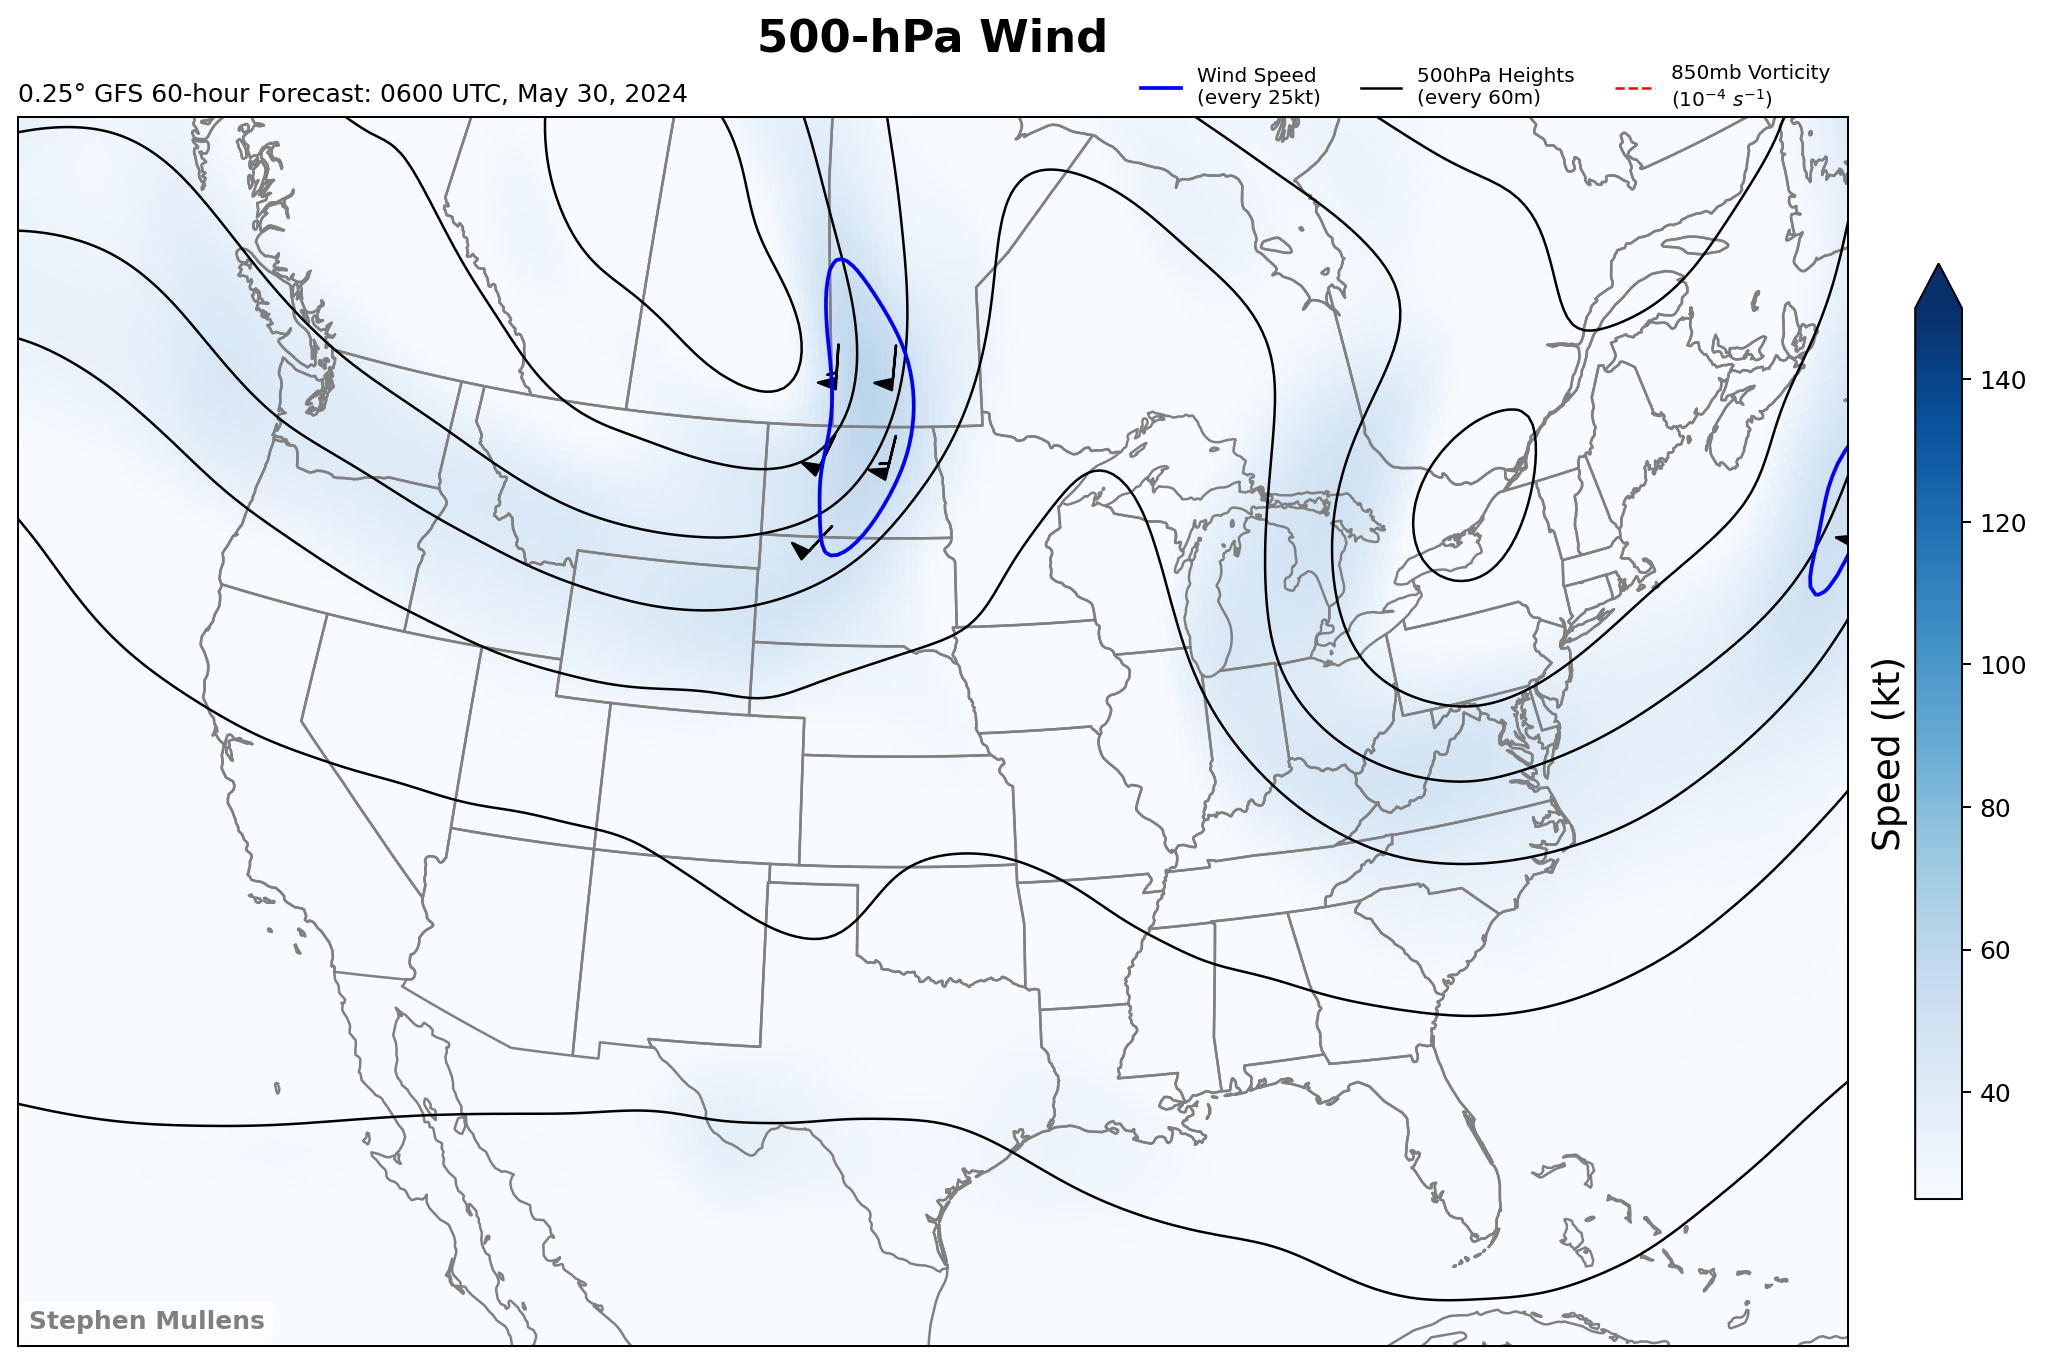 500-hPa Wind
0.25° GFS 60-hour Forecast: 0600 UTC, May 30, 2024
Wind Speed
(every 25kt)
500hPa Heights
(every 60m)
850mb Vorticity
(10⁻⁴ s⁻¹)
140
120
100
80
60
40
Speed (kt)
Stephen Mullens